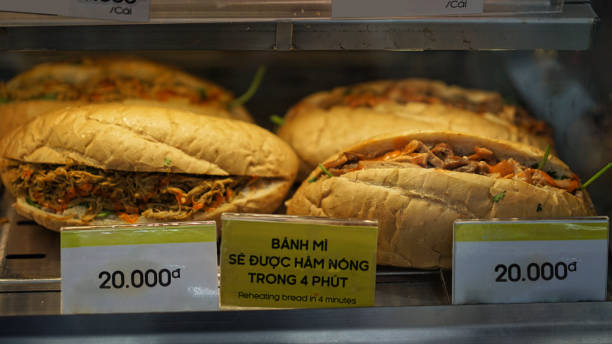 /Cái
/Cái
BÁNH MÌ
SẼ ĐƯỢC HÂM NÓNG
TRONG 4 PHÚT
Reheating bread in 4 minutes
20.000đ
20.000đ